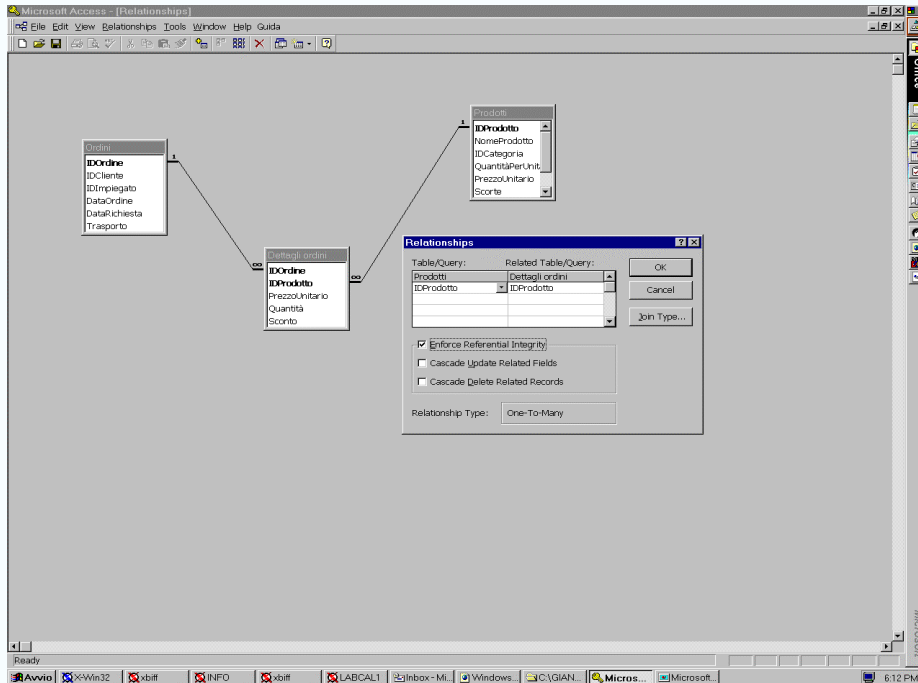 Microsoft Access - [Relationships]
File Edit View Relationships Tools Window Help Guida
Prodotti
IDProdotto
NomeProdotto
IDCategoria
QuantitàPerUnit
PrezzoUnitario
Scorte
Ordini
IDOrdine
IDCliente
IDImpiegato
DataOrdine
DataRichiesta
Trasporto
1
1
Dettagli ordini
IDOrdine
IDProdotto
PrezzoUnitario
Quantità
Sconto
∞
∞
Relationships
Table/Query: Related Table/Query:
Prodotti Dettagli ordini
IDProdotto IDProdotto
OK
Cancel
Join Type...
Enforce Referential Integrity
Cascade Update Related Fields
Cascade Delete Related Records
Relationship Type: One-To-Many
Office
Ready
Avvio X-Win32 xbiff INFO xbiff LABCAL1 Inbox - Mi... Windows... C:\GIAN... Micros... Microsoft... 6:12 PM